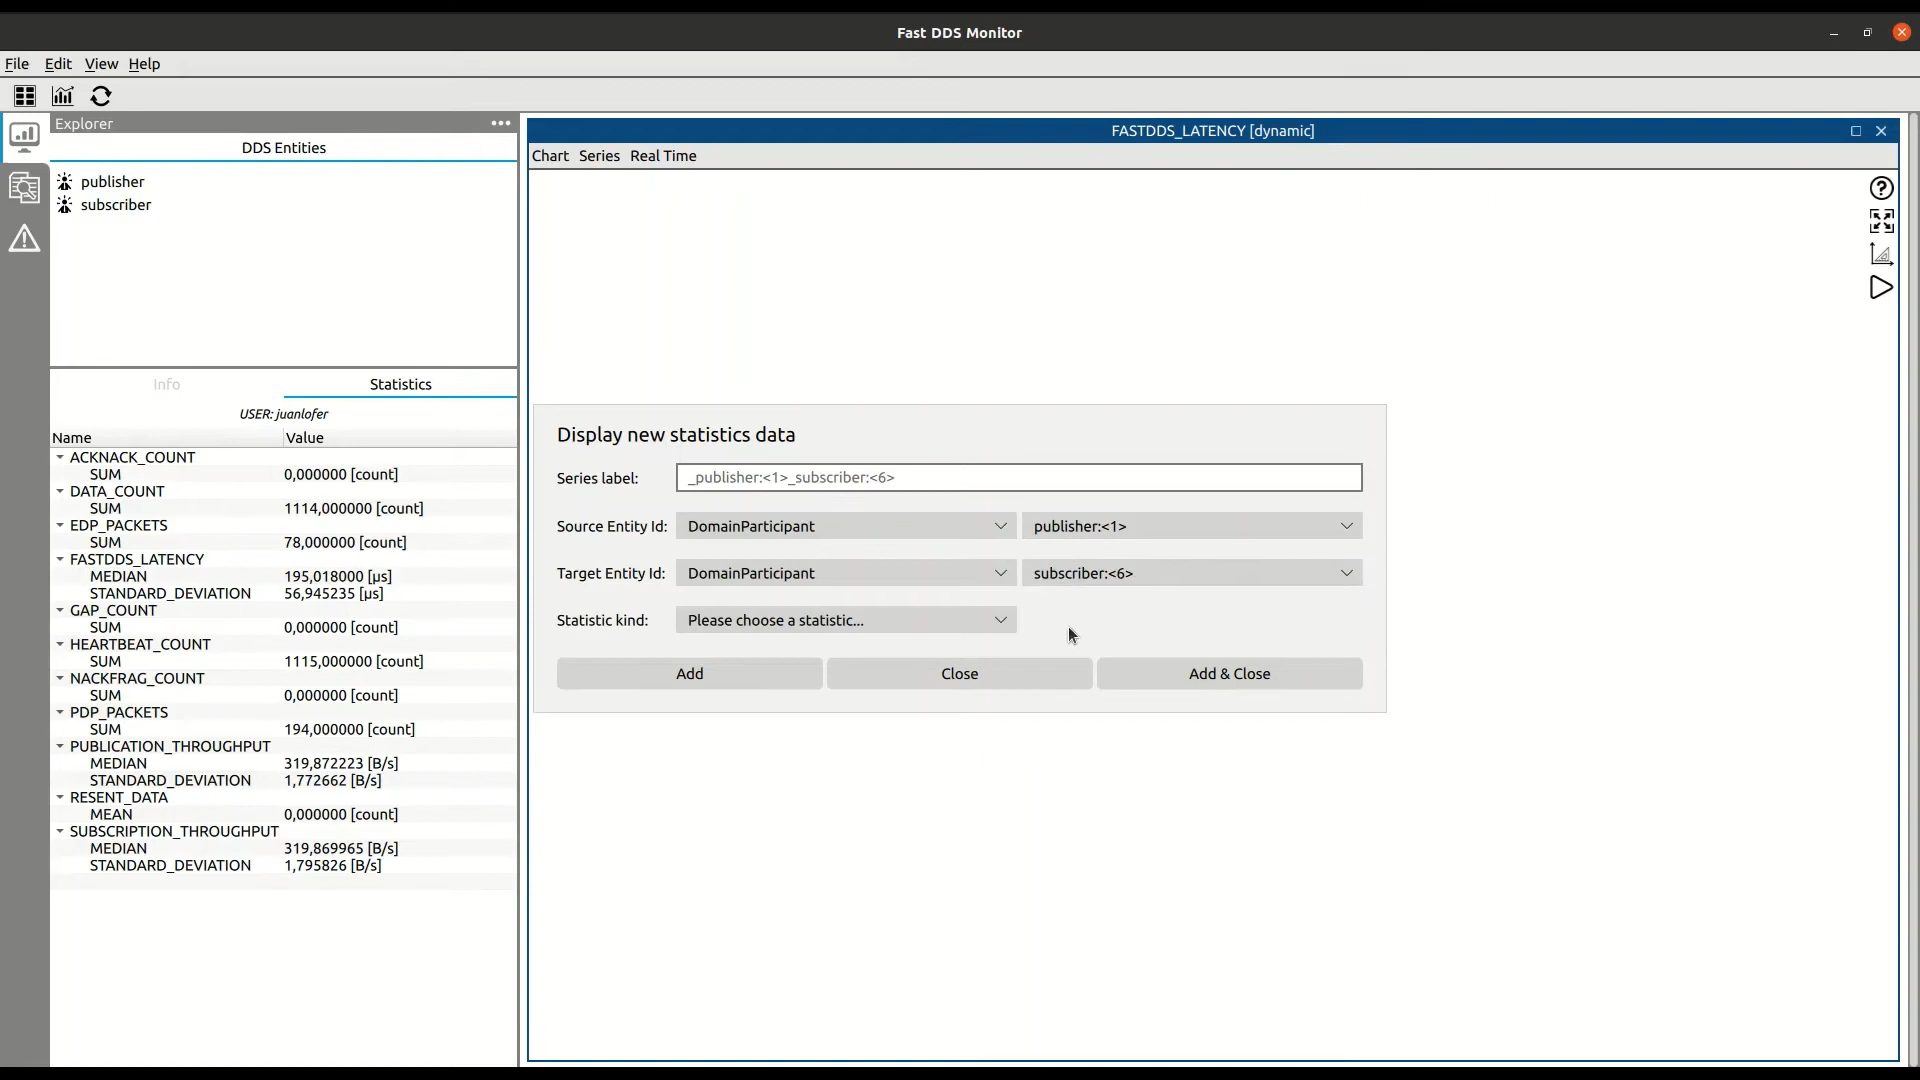 Fast DDS Monitor
File Edit View Help
Explorer
DDS Entities
publisher
subscriber
Info Statistics
USER: juanlofer
Name Value
ACKNACK_COUNT
SUM 0,000000 [count]
DATA_COUNT
SUM 1114,000000 [count]
EDP_PACKETS
SUM 78,000000 [count]
FASTDDS_LATENCY
MEDIAN 195,018000 [µs]
STANDARD_DEVIATION 56,945235 [µs]
GAP_COUNT
SUM 0,000000 [count]
HEARTBEAT_COUNT
SUM 1115,000000 [count]
NACKFRAG_COUNT
SUM 0,000000 [count]
PDP_PACKETS
SUM 194,000000 [count]
PUBLICATION_THROUGHPUT
MEDIAN 319,872223 [B/s]
STANDARD_DEVIATION 1,772662 [B/s]
RESENT_DATA
MEAN 0,000000 [count]
SUBSCRIPTION_THROUGHPUT
MEDIAN 319,869965 [B/s]
STANDARD_DEVIATION 1,795826 [B/s]
FASTDDS_LATENCY [dynamic]
Chart Series Real Time
Display new statistics data
Series label: _publisher:<1>_subscriber:<6>
Source Entity Id: DomainParticipant publisher:<1>
Target Entity Id: DomainParticipant subscriber:<6>
Statistic kind: Please choose a statistic...
Add Close Add & Close